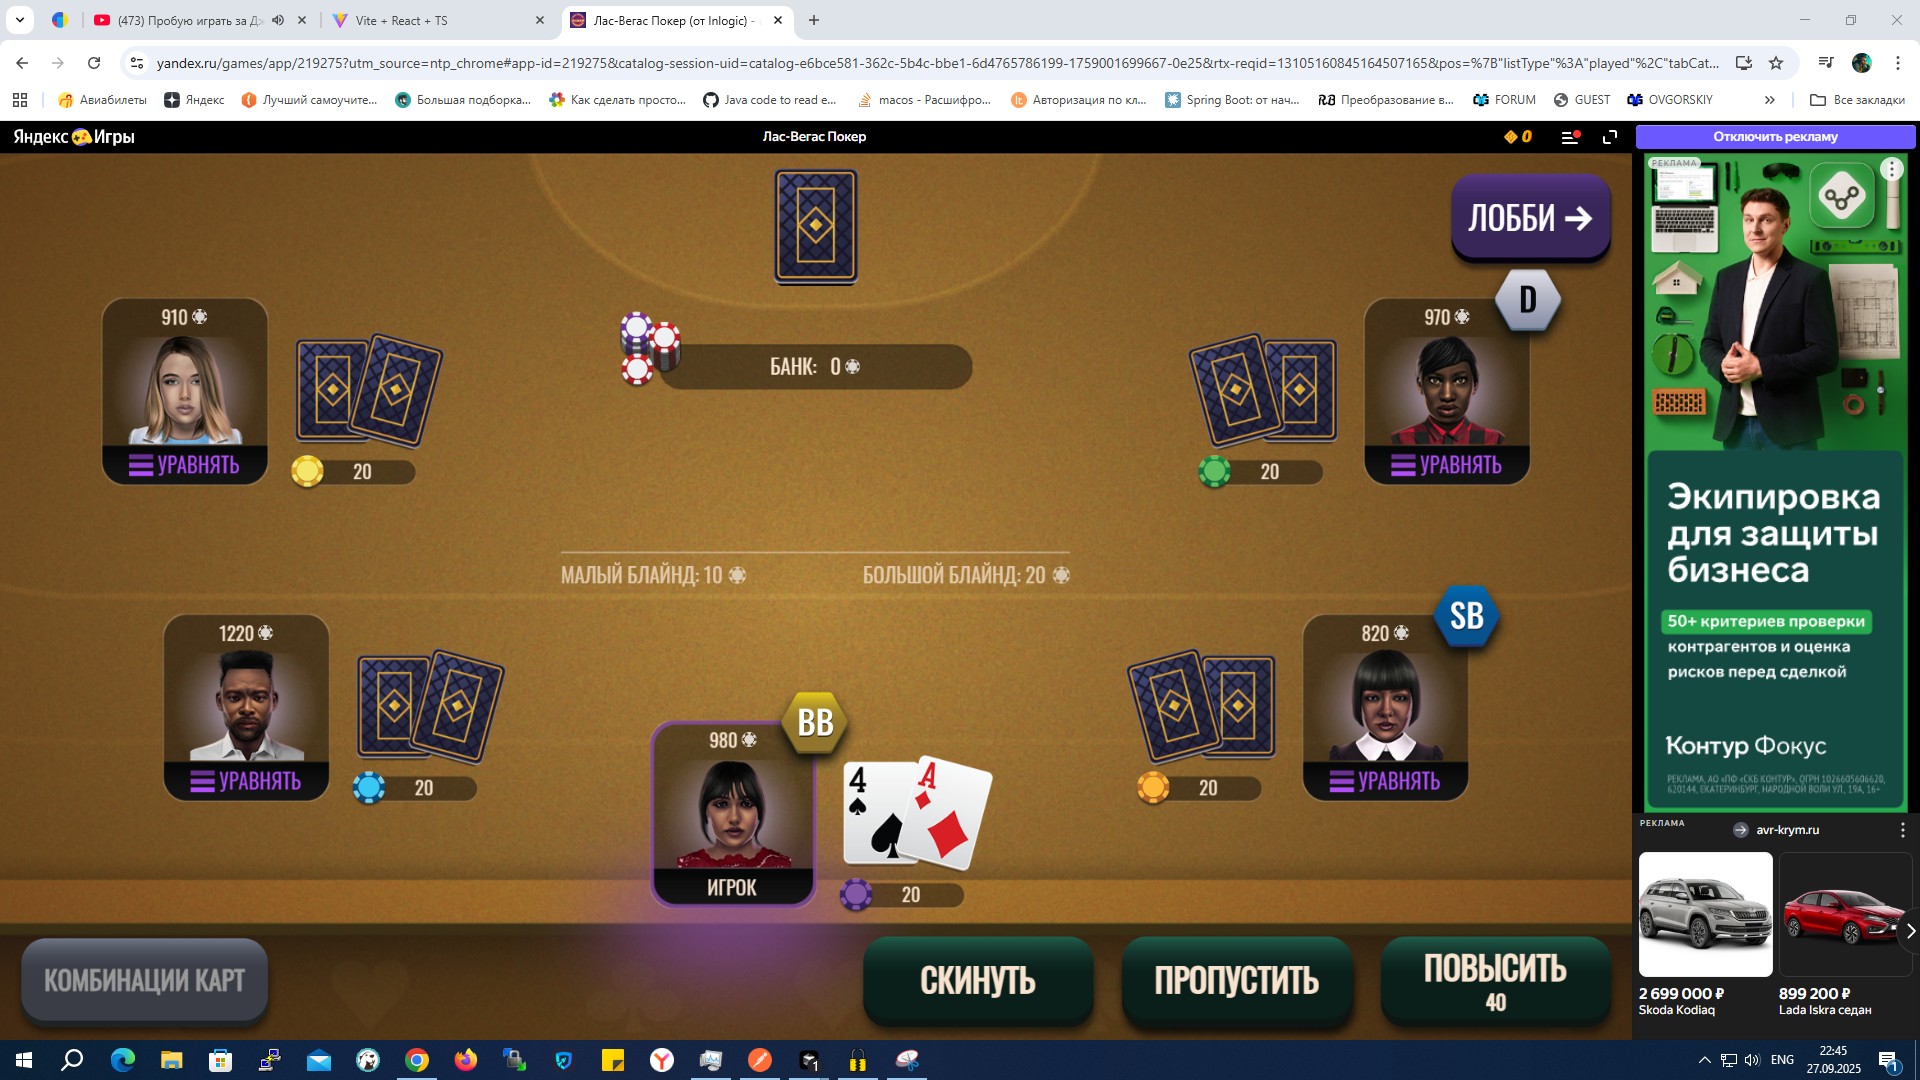 (473) Пробую играть за Дж
Vite + React + TS
Лас-Вегас Покер (от Inlogic) -
yandex.ru/games/app/219275?utm_source=ntp_chrome#app-id=219275&catalog-session-uid=catalog-e6bce581-362c-5b4c-bbe1-6d4765786199-1759001699667-0e25&rtx-reqid=13105160845164507165&pos=%7B"listType"%3A"played"%2C"tabCat...
Авиабилеты
Яндекс
Лучший самоучите...
Большая подборка...
Как сделать просто...
Java code to read e...
macos - Расшифро...
Авторизация по кл...
Spring Boot: от нач...
Преобразование в...
FORUM
GUEST
OVGORSKIY
Все закладки
Яндекс Игры
Лас-Вегас Покер
0
Отключить рекламу
ЛОББИ
910
УРАВНЯТЬ
20
БАНК: 0
D
970
УРАВНЯТЬ
20
МАЛЫЙ БЛАЙНД: 10
БОЛЬШОЙ БЛАЙНД: 20
1220
УРАВНЯТЬ
20
BB
980
ИГРОК
4
A
20
SB
820
УРАВНЯТЬ
20
КОМБИНАЦИИ КАРТ
СКИНУТЬ
ПРОПУСТИТЬ
ПОВЫСИТЬ
40
РЕКЛАМА
Экипировка
для защиты
бизнеса
50+ критериев проверки
контрагентов и оценка
рисков перед сделкой
Контур Фокус
РЕКЛАМА, АО «ПФ «СКБ КОНТУР», ОГРН 1026605606620,
620144, ЕКАТЕРИНБУРГ, НАРОДНОЙ ВОЛИ УЛ., 19А, 16+
РЕКЛАМА
avr-krym.ru
2 699 000 ₽
Skoda Kodiaq
899 200 ₽
Lada Iskra седан
ENG
22:45
27.09.2025
1